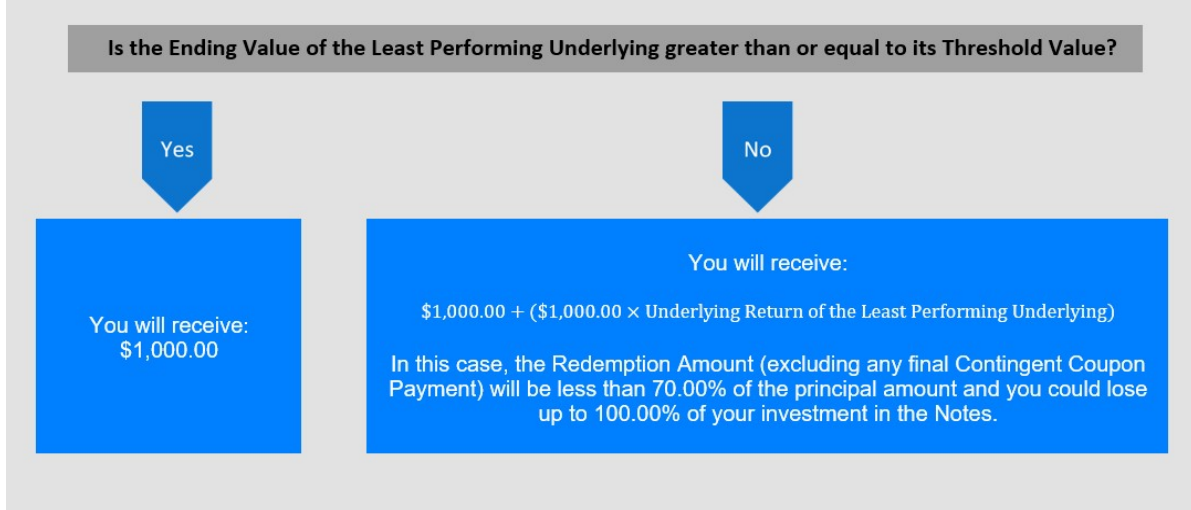 Is the Ending Value of the Least Performing Underlying greater than or equal to its Threshold Value?
Yes
No
You will receive:
$1,000.00
You will receive:
$1,000.00 + ($1,000.00 × Underlying Return of the Least Performing Underlying)
In this case, the Redemption Amount (excluding any final Contingent Coupon
Payment) will be less than 70.00% of the principal amount and you could lose
up to 100.00% of your investment in the Notes.